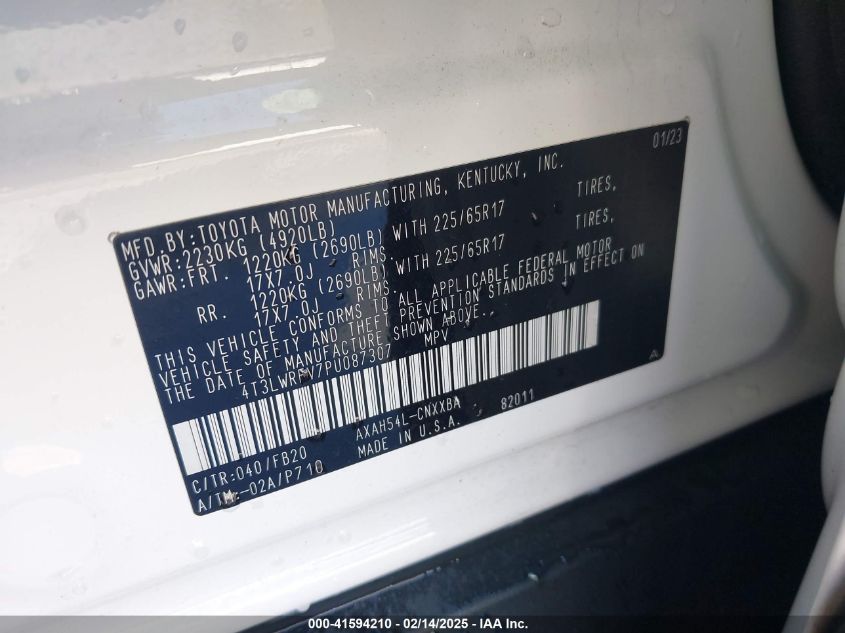 01/23
MFD. BY:TOYOTA MOTOR MANUFACTURING, KENTUCKY, INC.
GVWR:2230KG (4920LB)
GAWR:FRT. 1220KG (2690LB) WITH 225/65R17 TIRES,
17X7.0J RIMS.
RR. 1220KG (2690LB) WITH 225/65R17 TIRES,
17X7.0J RIMS.
THIS VEHICLE CONFORMS TO ALL APPLICABLE FEDERAL MOTOR
VEHICLE SAFETY AND THEFT PREVENTION STANDARDS IN EFFECT ON
THE DATE OF MANUFACTURE SHOWN ABOVE.
MPV
A
C/TR:040/FB20 AXAH54L-CNXXBA 82011
-02A/P710 MADE IN U.S.A.
000-41594210 - 02/14/2025 - IAA Inc.